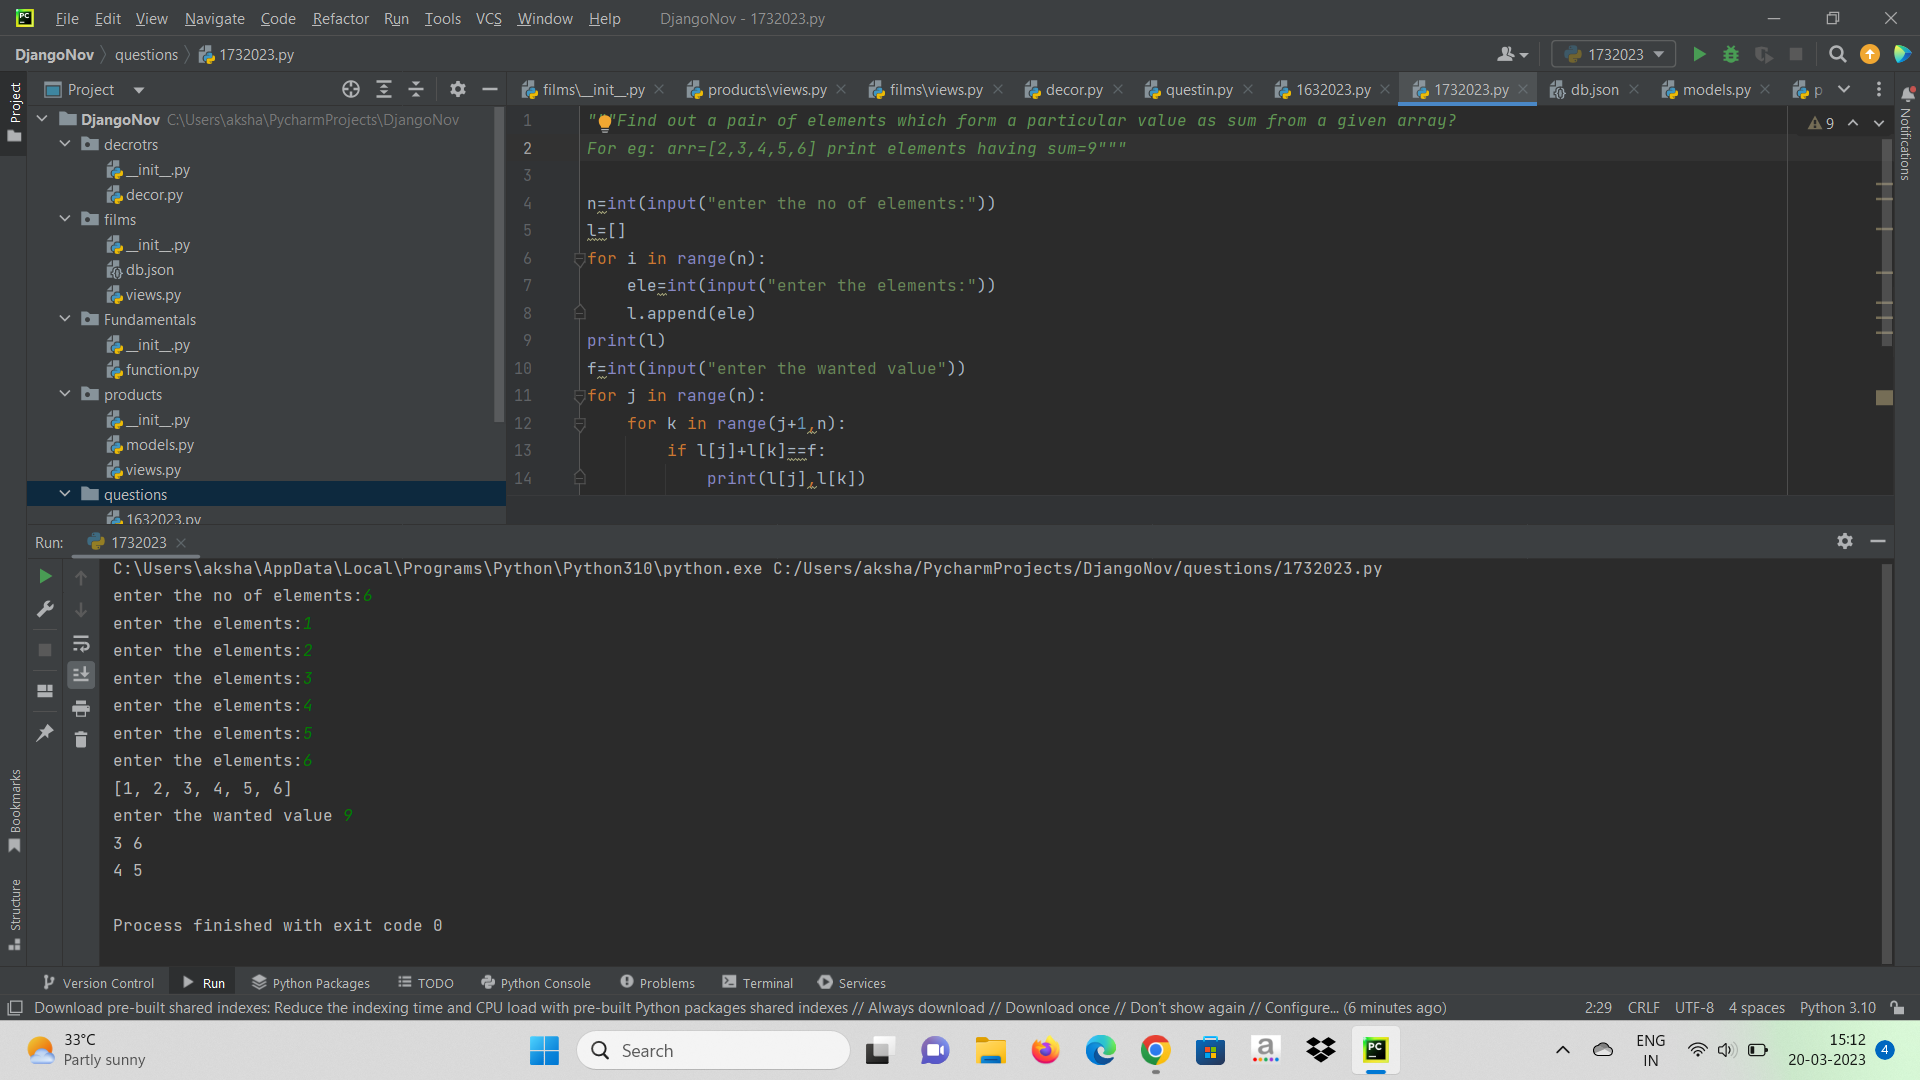 File Edit View Navigate Code Refactor Run Tools VCS Window Help DjangoNov - 1732023.py
DjangoNov questions 1732023.py 1732023
Project
films\__init__.py products\views.py films\views.py decor.py questin.py 1632023.py 1732023.py db.json models.py p
Project
Notifications
DjangoNov C:\Users\aksha\PycharmProjects\DjangoNov
decrotrs
__init__.py
decor.py
films
__init__.py
db.json
views.py
Fundamentals
__init__.py
function.py
products
__init__.py
models.py
views.py
questions
1632023.py
9
1 """Find out a pair of elements which form a particular value as sum from a given array?
2 For eg: arr=[2,3,4,5,6] print elements having sum=9"""
3
4 n=int(input("enter the no of elements:"))
5 l=[]
6 for i in range(n):
7 ele=int(input("enter the elements:"))
8 l.append(ele)
9 print(l)
10 f=int(input("enter the wanted value"))
11 for j in range(n):
12 for k in range(j+1,n):
13 if l[j]+l[k]==f:
14 print(l[j],l[k])
Run: 1732023
C:\Users\aksha\AppData\Local\Programs\Python\Python310\python.exe C:/Users/aksha/PycharmProjects/DjangoNov/questions/1732023.py
enter the no of elements:6
enter the elements:1
enter the elements:2
enter the elements:3
enter the elements:4
enter the elements:5
enter the elements:6
[1, 2, 3, 4, 5, 6]
enter the wanted value 9
3 6
4 5
Process finished with exit code 0
Bookmarks
Structure
Version Control Run Python Packages TODO Python Console Problems Terminal Services
Download pre-built shared indexes: Reduce the indexing time and CPU load with pre-built Python packages shared indexes // Always download // Download once // Don't show again // Configure... (6 minutes ago) 2:29 CRLF UTF-8 4 spaces Python 3.10
33°C
Partly sunny
Search
ENG
IN
15:12
20-03-2023
4